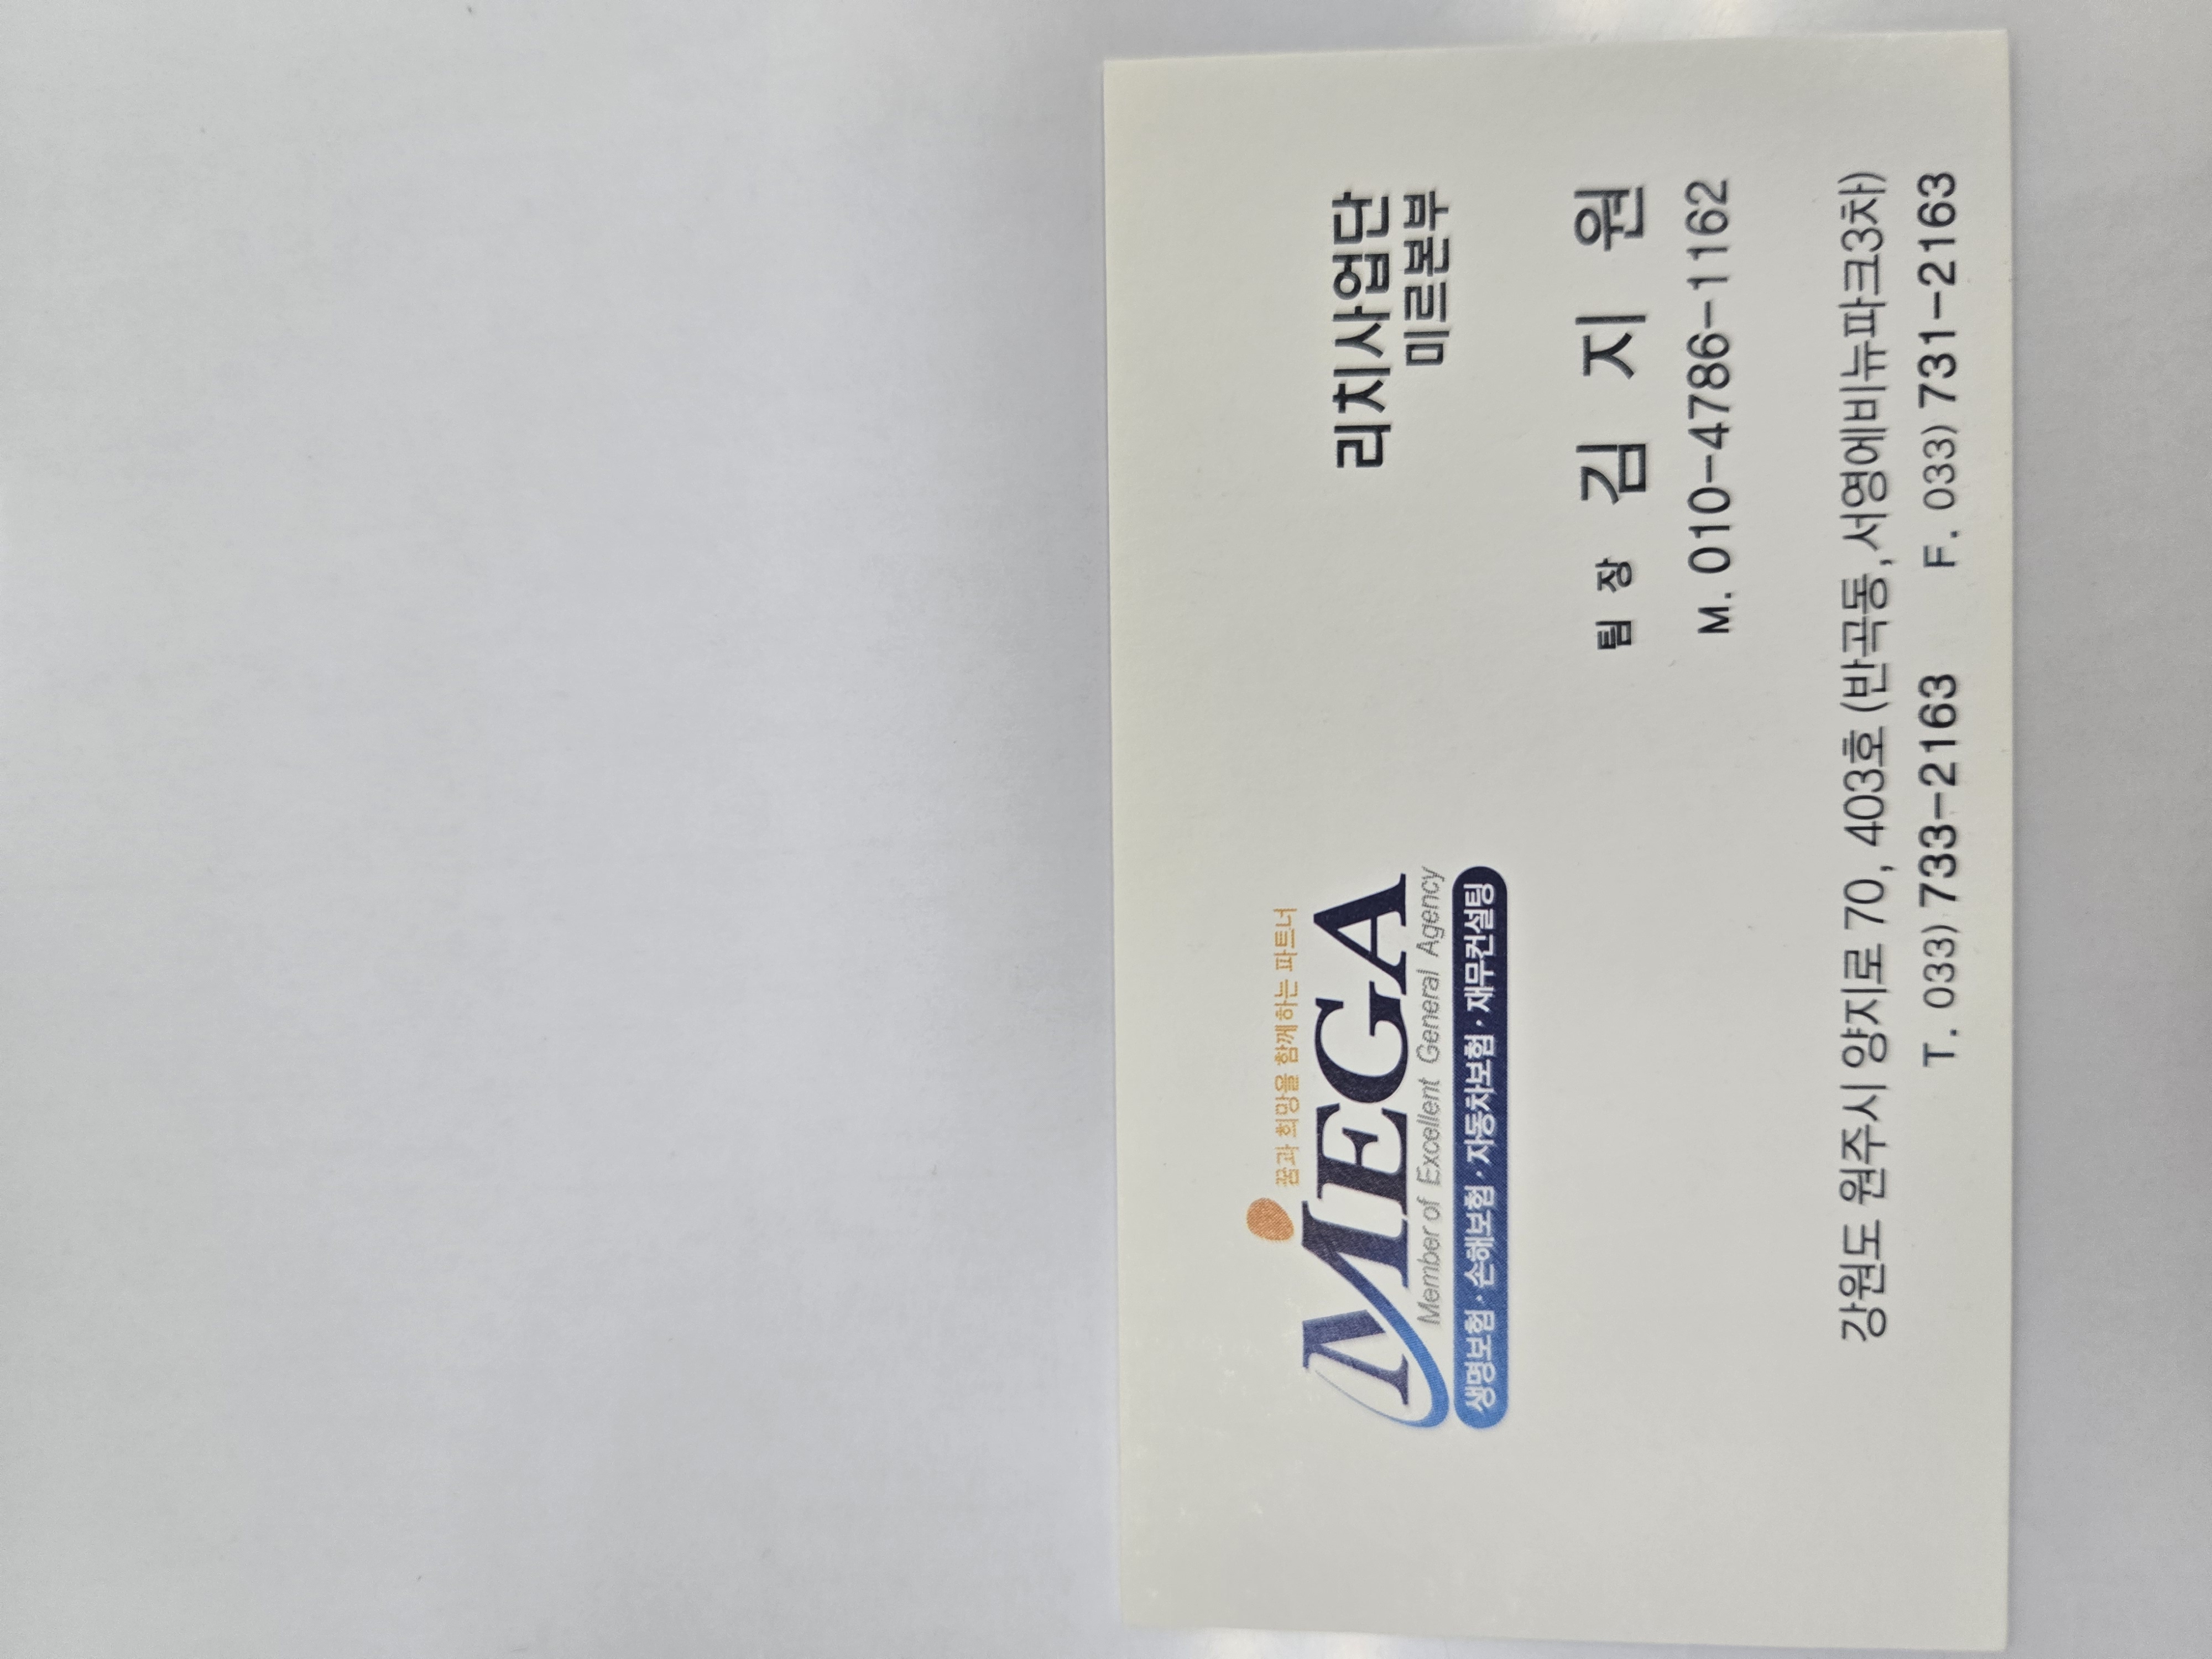 꿈과 희망을 함께하는 파트너
MEGA
Member of Excellent General Agency
생명보험·손해보험·자동차보험·재무컨설팅
리치사업단
미르본부
팀장 김지원
M. 010-4786-1162
강원도 원주시 양지로 70, 403호 (반곡동, 서영에비뉴파크3차)
T. 033) 733-2163 F. 033) 731-2163